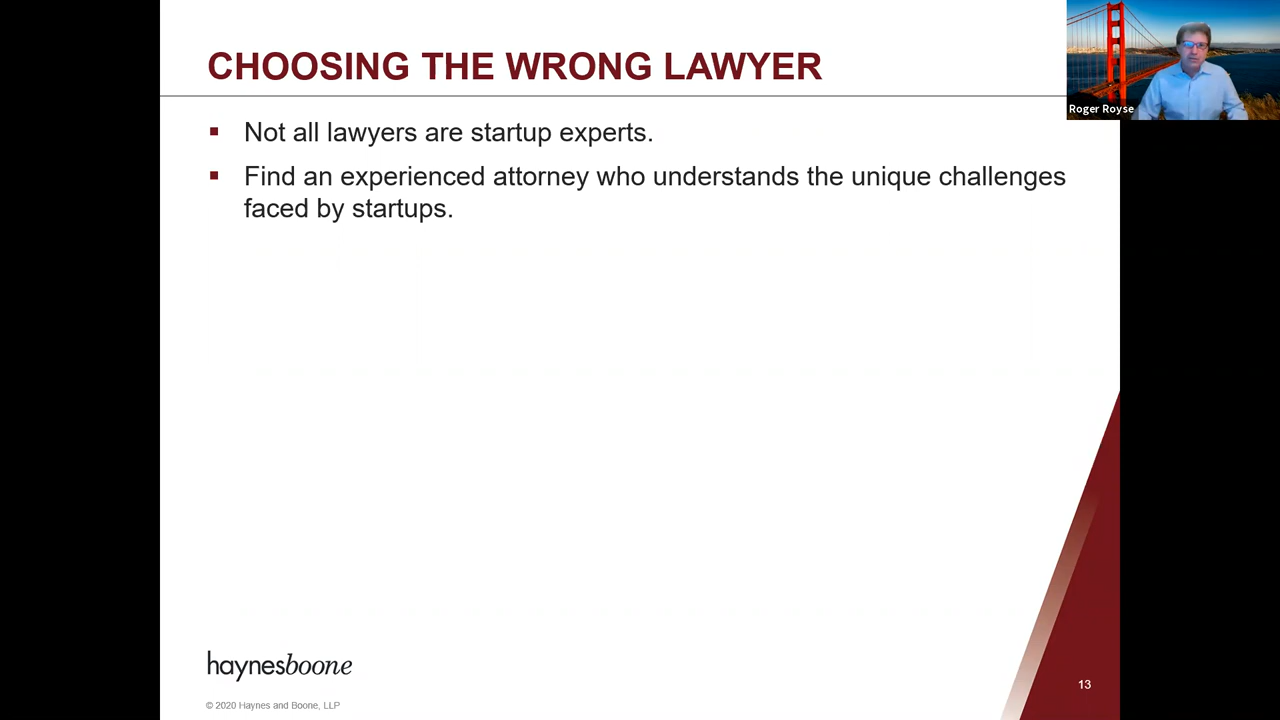 CHOOSING THE WRONG LAWYER
Roger Royse
Not all lawyers are startup experts.
Find an experienced attorney who understands the unique challenges
faced by startups.
haynesboone
13
© 2020 Haynes and Boone, LLP